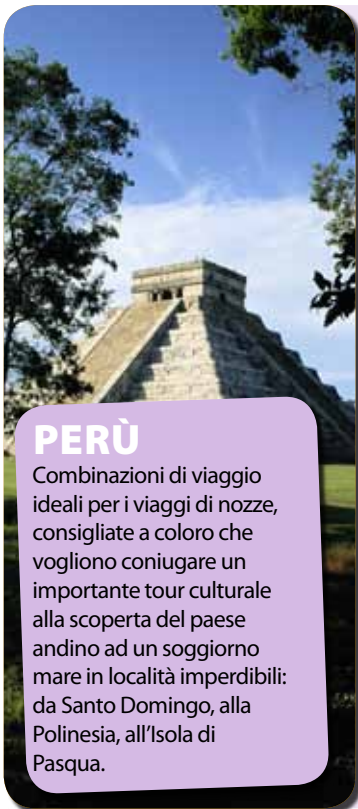 PERÙ
Combinazioni di viaggio
ideali per i viaggi di nozze,
consigliate a coloro che
vogliono coniugare un
importante tour culturale
alla scoperta del paese
andino ad un soggiorno
mare in località imperdibili:
da Santo Domingo, alla
Polinesia, all'Isola di
Pasqua.